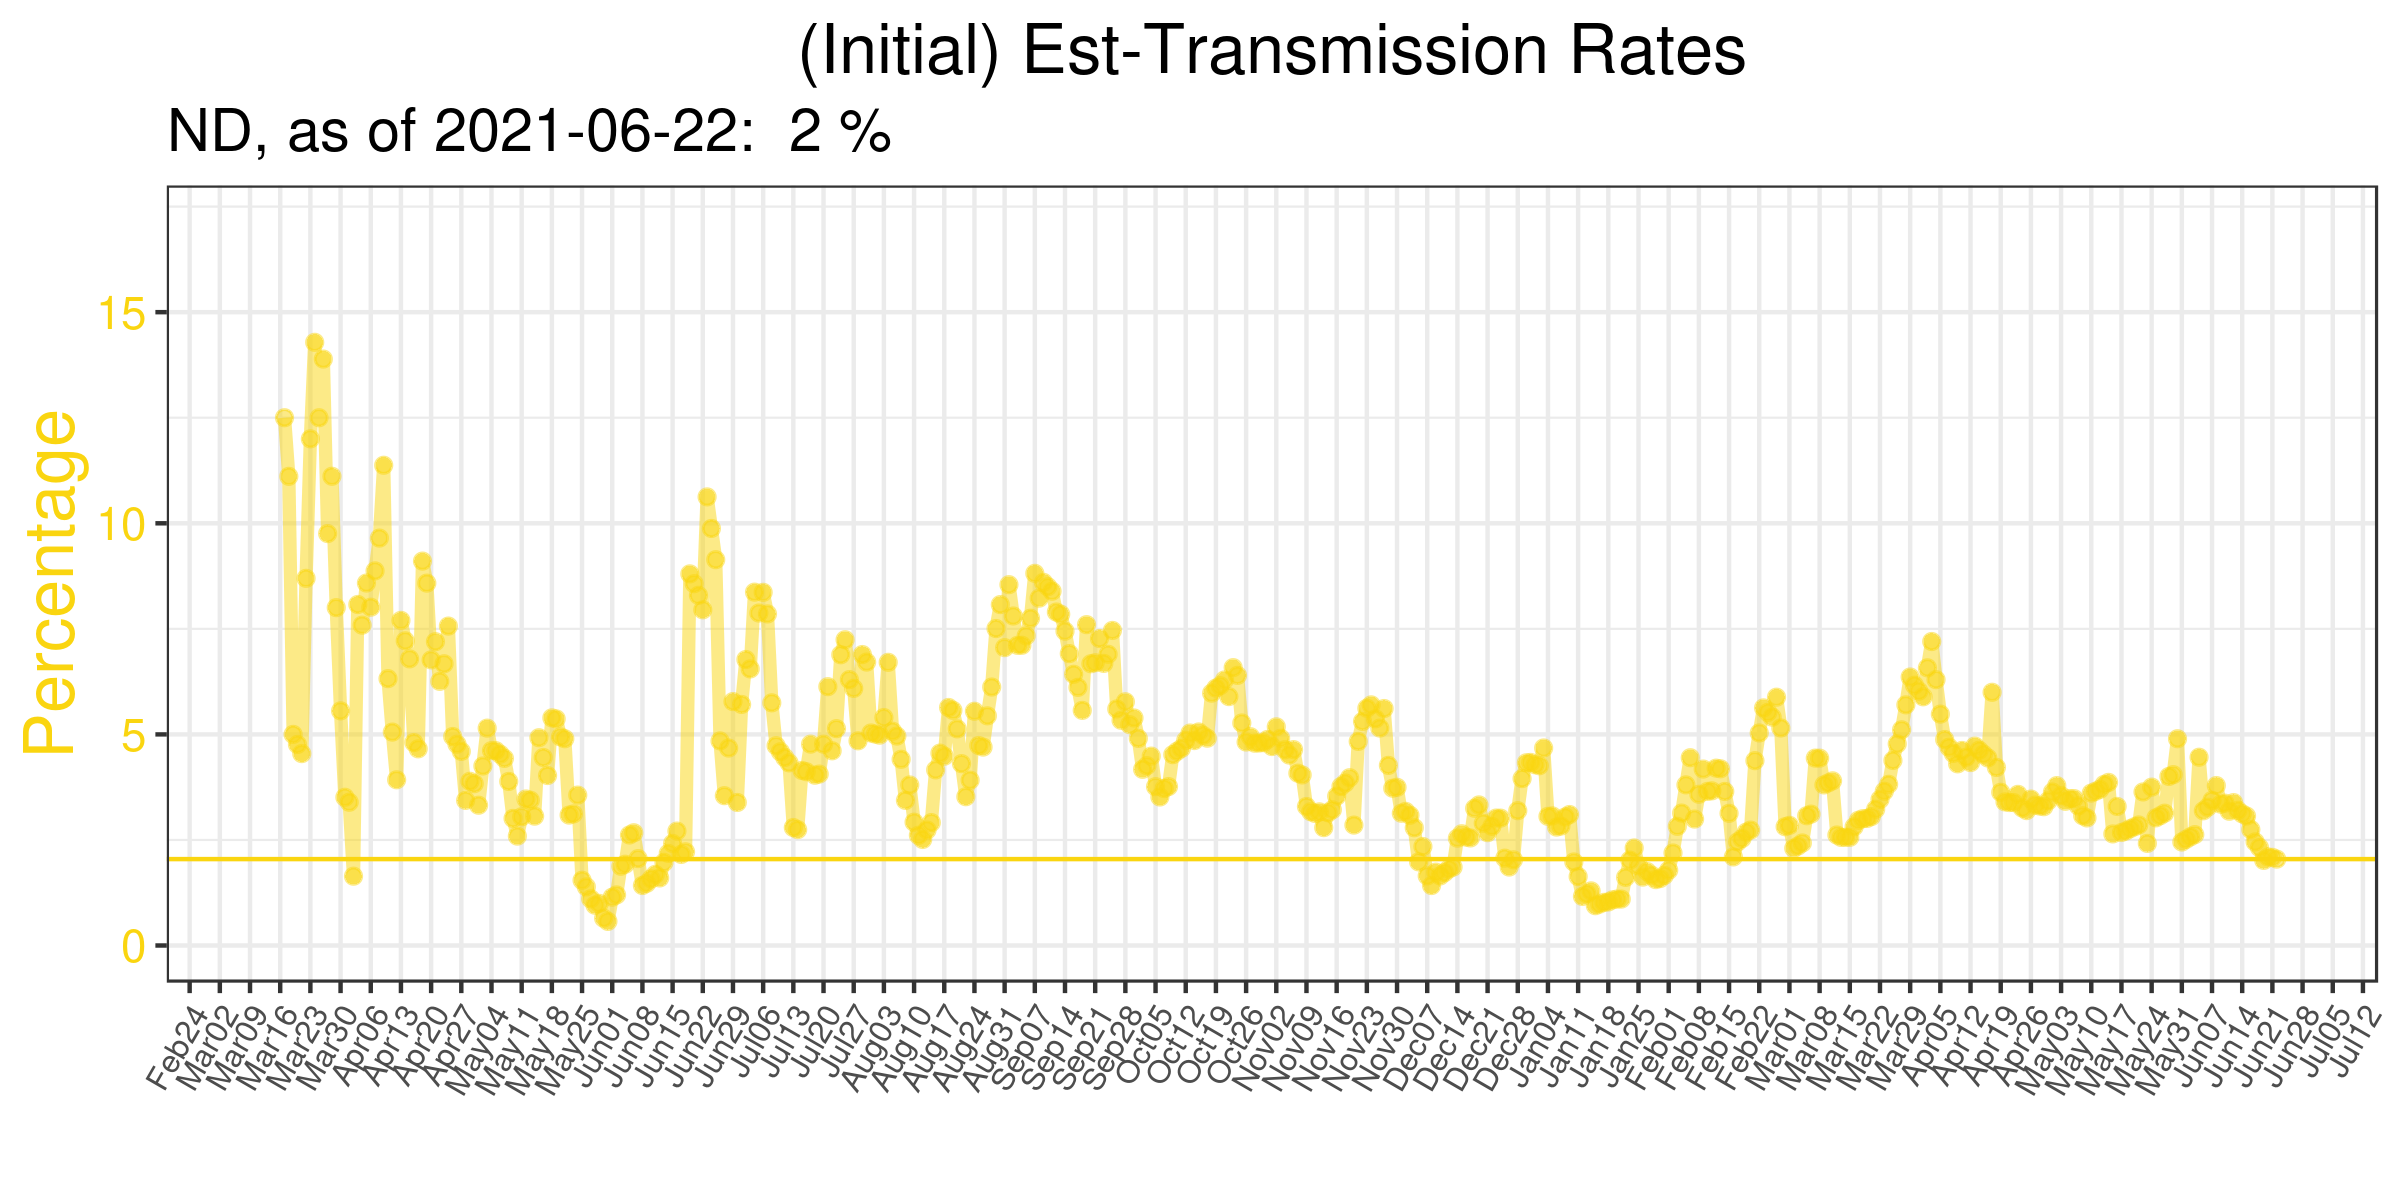 (Initial) Est-Transmission Rates
ND, as of 2021-06-22:  2 %
Percentage
15
10
5
0
Feb24
Mar02
Mar09
Mar16
Mar23
Mar30
Apr06
Apr13
Apr20
Apr27
May04
May11
May18
May25
Jun01
Jun08
Jun15
Jun22
Jun29
Jul06
Jul13
Jul20
Jul27
Aug03
Aug10
Aug17
Aug24
Aug31
Sep07
Sep14
Sep21
Sep28
Oct05
Oct12
Oct19
Oct26
Nov02
Nov09
Nov16
Nov23
Nov30
Dec07
Dec14
Dec21
Dec28
Jan04
Jan11
Jan18
Jan25
Feb01
Feb08
Feb15
Feb22
Mar01
Mar08
Mar15
Mar22
Mar29
Apr05
Apr12
Apr19
Apr26
May03
May10
May17
May24
May31
Jun07
Jun14
Jun21
Jun28
Jul05
Jul12